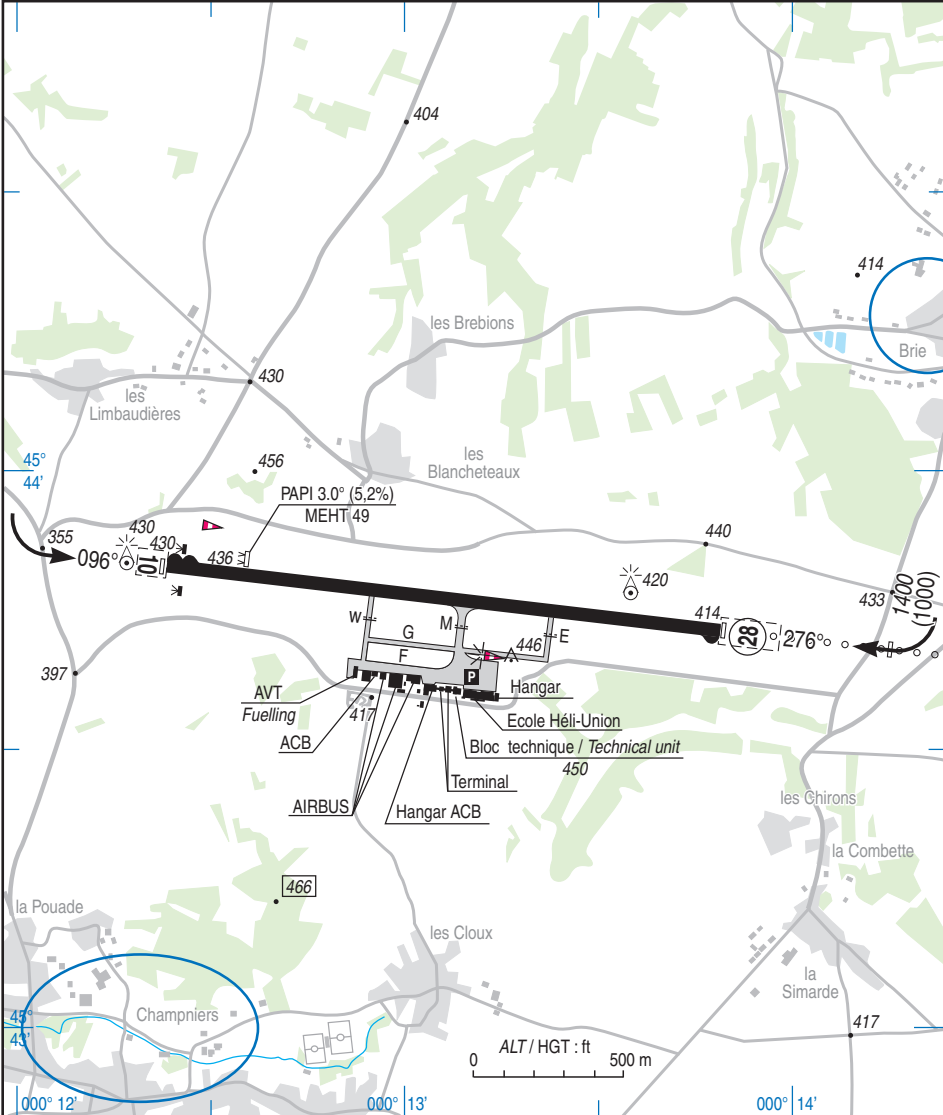 404
414
les Brebions
Brie
430
les
Limbaudières
les
Blancheteaux
456
45°
44'
PAPI 3.0° (5,2%)
MEHT 49
355
430
430
436
096°
10
440
420
433
1400
(1000)
414
28
276°
W
M
E
G
F
446
P
397
AVT
Fuelling
417
ACB
AIRBUS
Hangar
Ecole Héli-Union
Bloc technique / Technical unit
450
Terminal
Hangar ACB
les Chirons
la Combette
466
la Pouade
les Cloux
la
Simarde
Champniers
45°
43'
417
ALT / HGT : ft
0 500 m
000° 12'
000° 13'
000° 14'